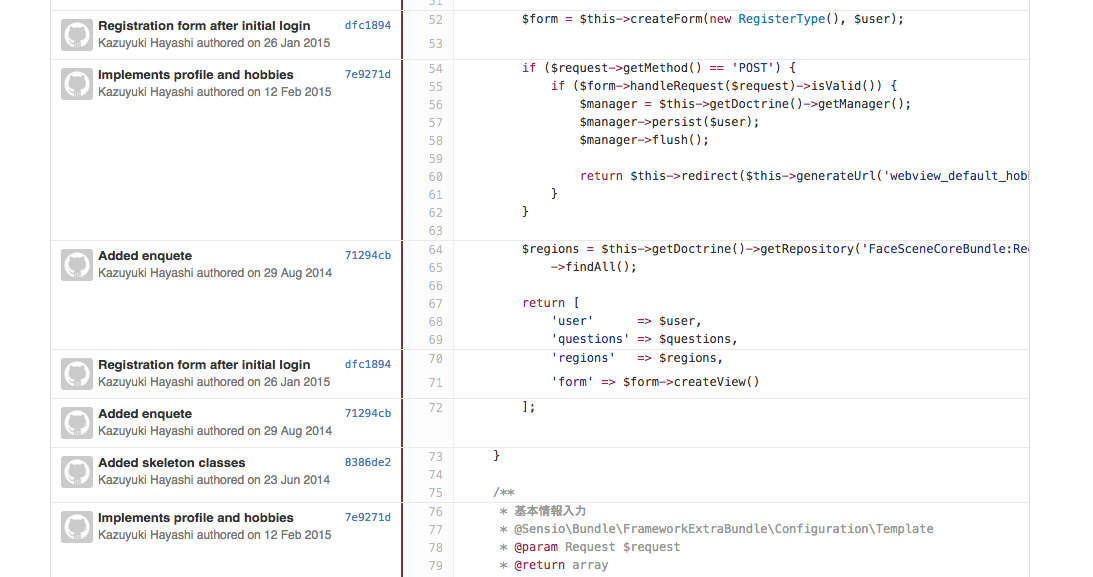 51
Registration form after initial login dfc1894 52 $form = $this->createForm(new RegisterType(), $user);
Kazuyuki Hayashi authored on 26 Jan 2015 53
Implements profile and hobbies 7e9271d 54 if ($request->getMethod() == 'POST') {
Kazuyuki Hayashi authored on 12 Feb 2015 55 if ($form->handleRequest($request)->isValid()) {
56 $manager = $this->getDoctrine()->getManager();
57 $manager->persist($user);
58 $manager->flush();
59
60 return $this->redirect($this->generateUrl('webview_default_hob
61 }
62 }
63
Added enquete 71294cb 64 $regions = $this->getDoctrine()->getRepository('FaceSceneCoreBundle:Re
Kazuyuki Hayashi authored on 29 Aug 2014 65 ->findAll();
66
67 return [
68 'user' => $user,
69 'questions' => $questions,
Registration form after initial login dfc1894 70 'regions' => $regions,
Kazuyuki Hayashi authored on 26 Jan 2015 71 'form' => $form->createView()
Added enquete 71294cb 72 ];
Kazuyuki Hayashi authored on 29 Aug 2014
Added skeleton classes 8386de2 73 }
Kazuyuki Hayashi authored on 23 Jun 2014 74
75 /**
Implements profile and hobbies 7e9271d 76 * 基本情報入力
Kazuyuki Hayashi authored on 12 Feb 2015 77 * @Sensio\Bundle\FrameworkExtraBundle\Configuration\Template
78 * @param Request $request
79 * @return array